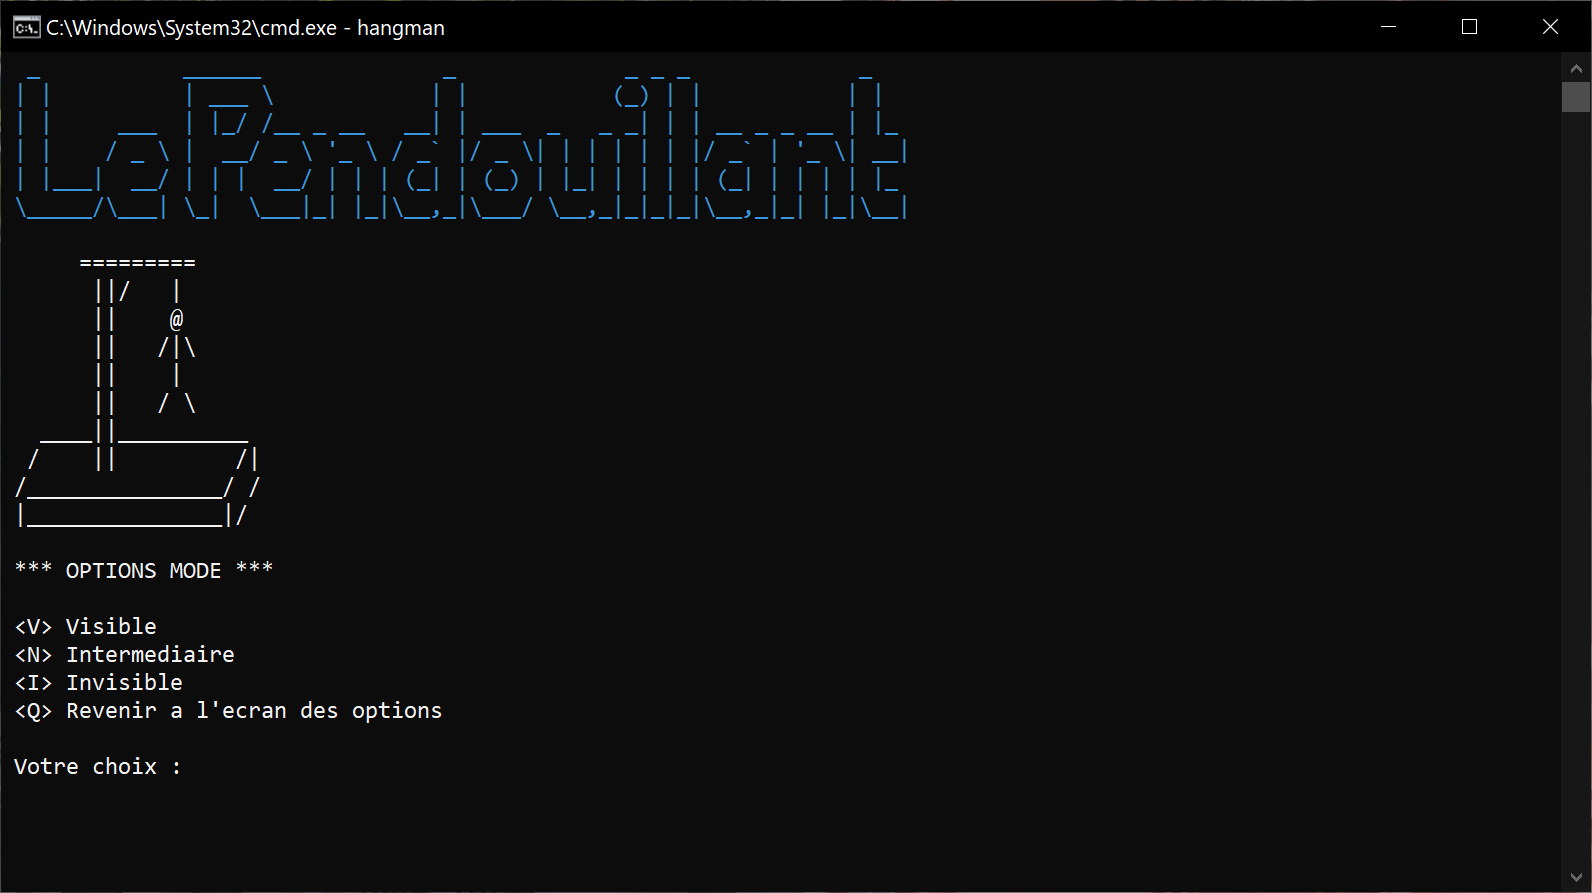 C:\Windows\System32\cmd.exe - hangman
LePendouillant
*** OPTIONS MODE ***
<V> Visible
<N> Intermediaire
<I> Invisible
<Q> Revenir a l'ecran des options
Votre choix :